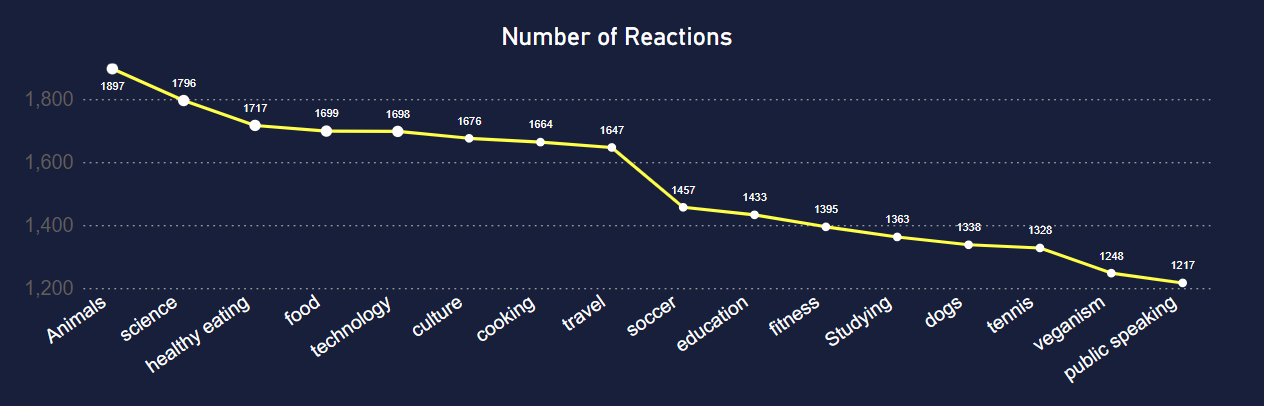 Number of Reactions
1,800
1,600
1,400
1,200
1897
1796
1717
1699
1698
1676
1664
1647
1457
1433
1395
1363
1338
1328
1248
1217
Animals
science
healthy eating
food
technology
culture
cooking
travel
soccer
education
fitness
Studying
dogs
tennis
veganism
public speaking